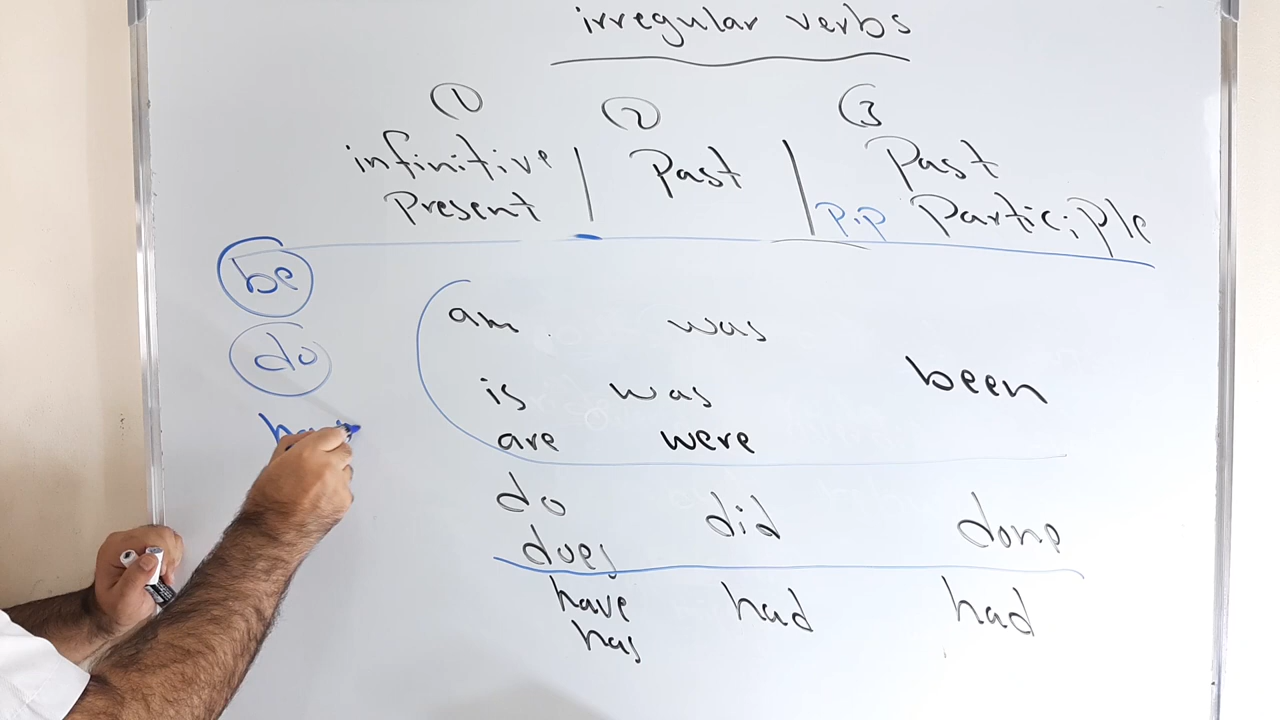 irregular verbs
1 2 3
infinitive Past Past
Present P.P Participle
be
am was
do
is was been
are were
do
did done
does
have had had
has